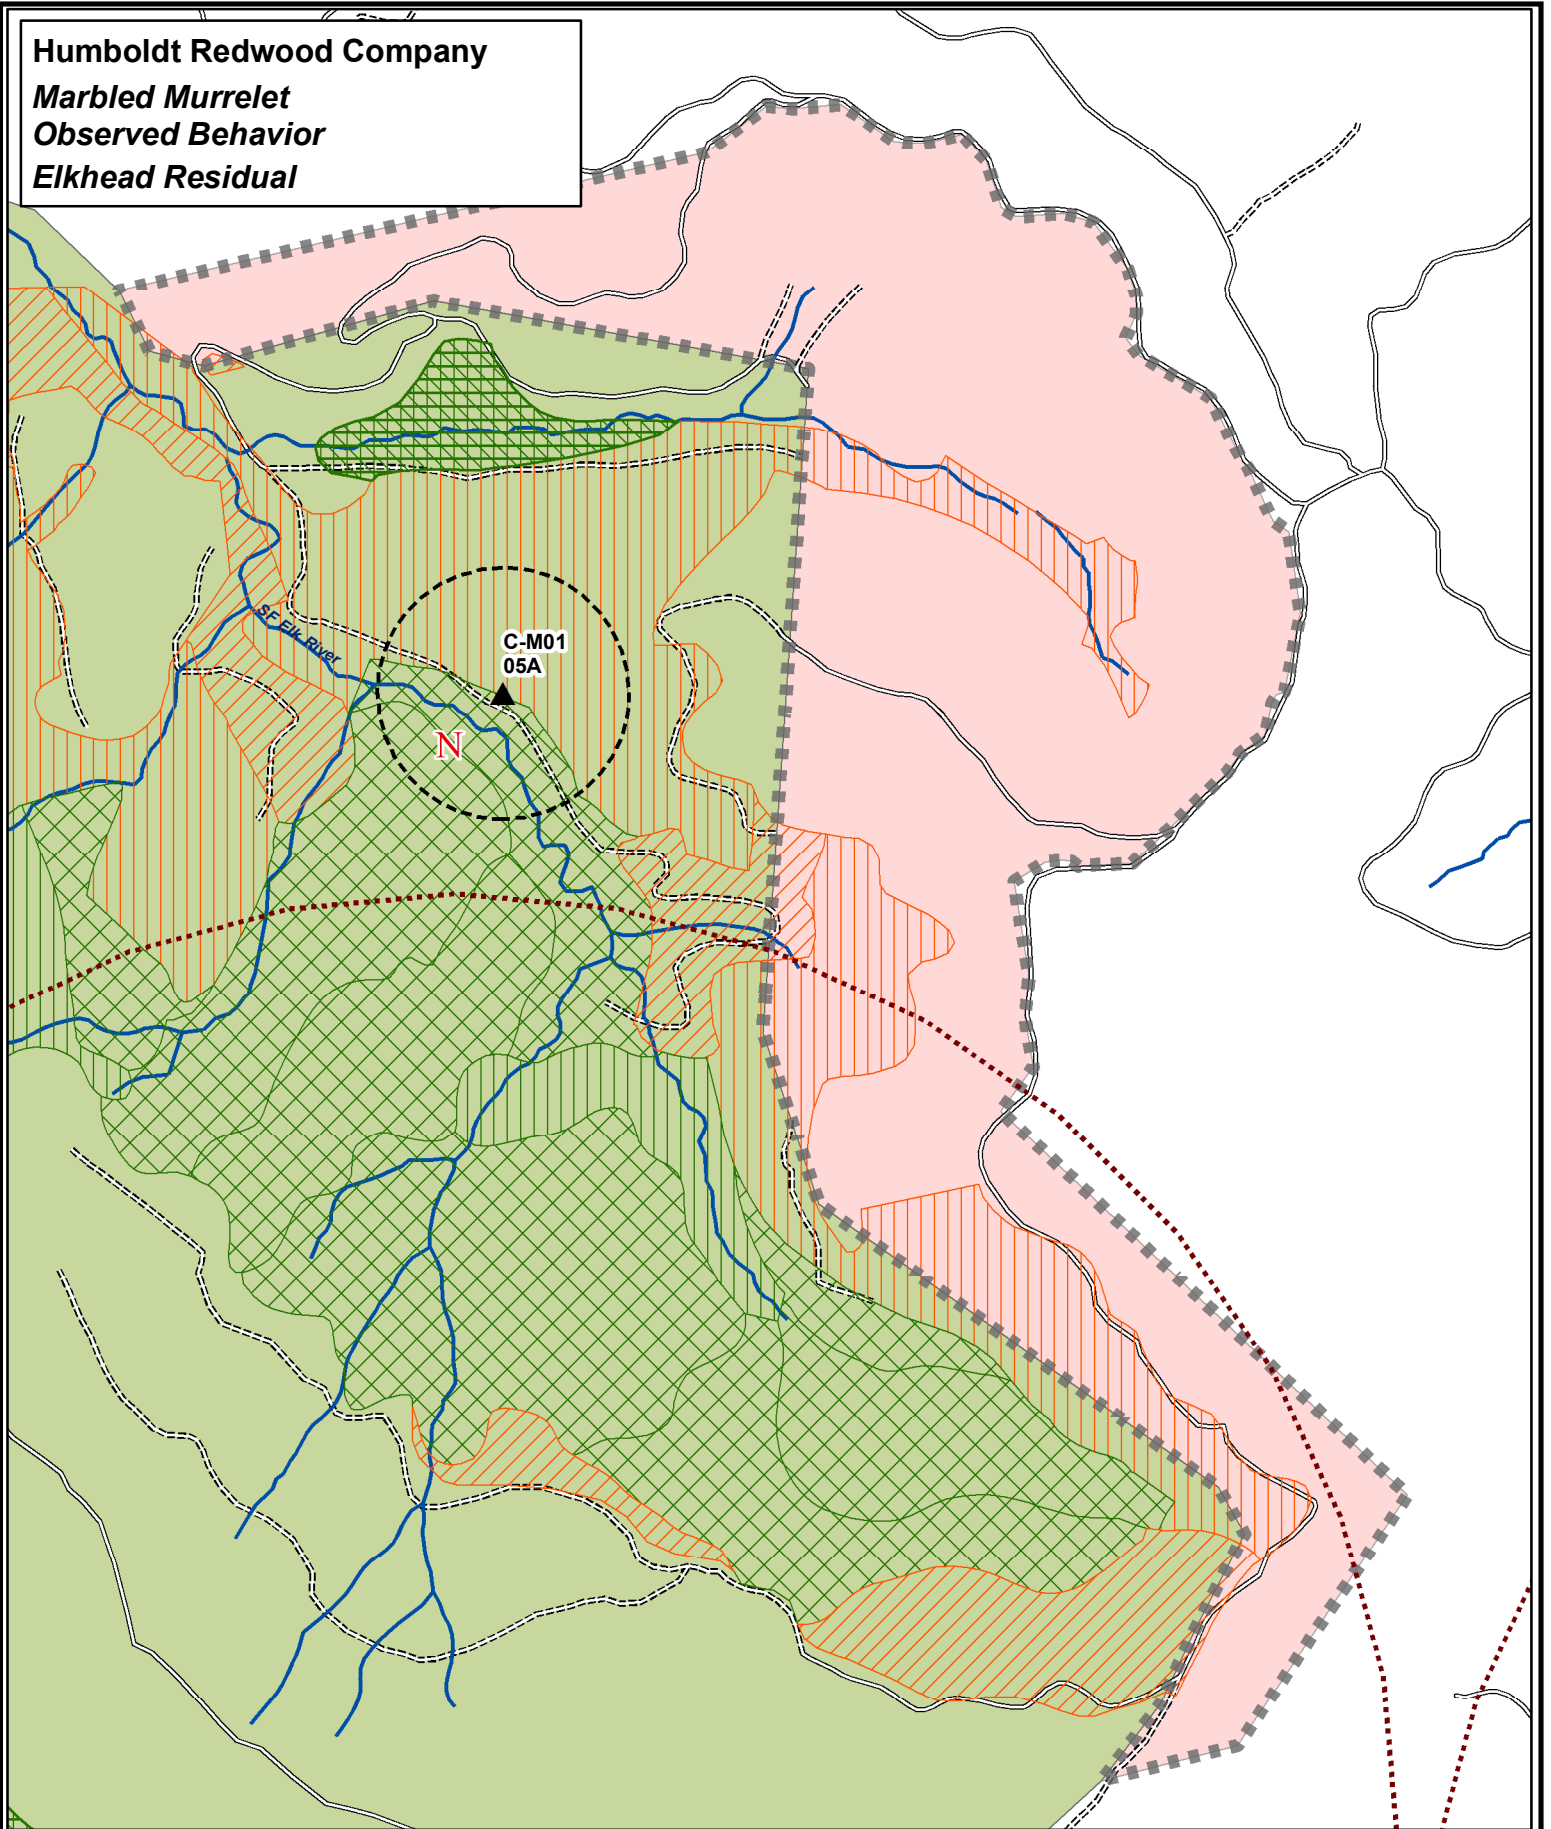 Humboldt Redwood Company
Marbled Murrelet
Observed Behavior
Elkhead Residual
SF Elk River
C-M01
05A
N